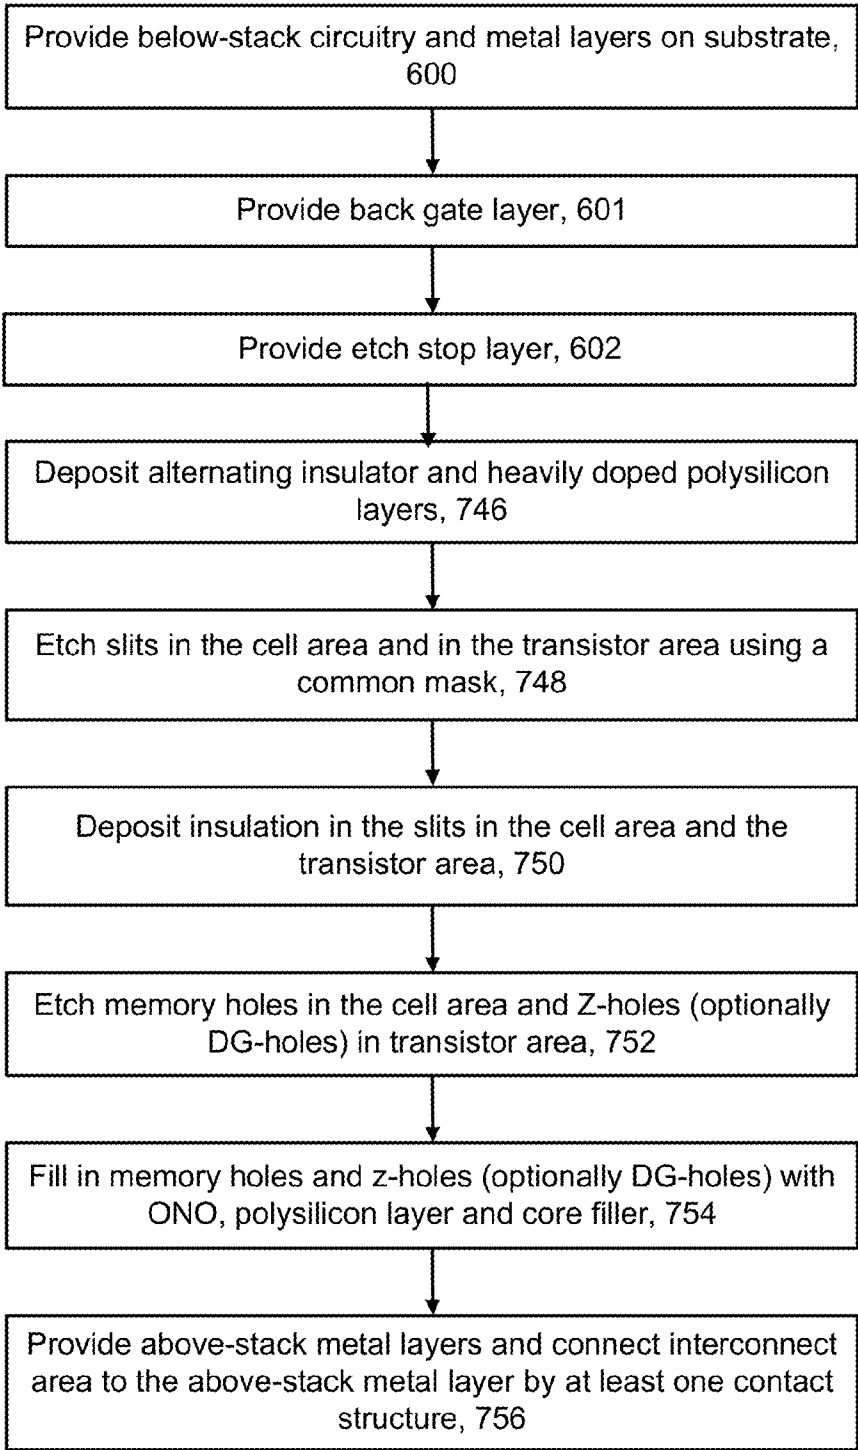 Provide below-stack circuitry and metal layers on substrate,
600
Provide back gate layer, 601
Provide etch stop layer, 602
Deposit alternating insulator and heavily doped polysilicon
layers, 746
Etch slits in the cell area and in the transistor area using a
common mask, 748
Deposit insulation in the slits in the cell area and the
transistor area, 750
Etch memory holes in the cell area and Z-holes (optionally
DG-holes) in transistor area, 752
Fill in memory holes and z-holes (optionally DG-holes) with
ONO, polysilicon layer and core filler, 754
Provide above-stack metal layers and connect interconnect
area to the above-stack metal layer by at least one contact
structure, 756